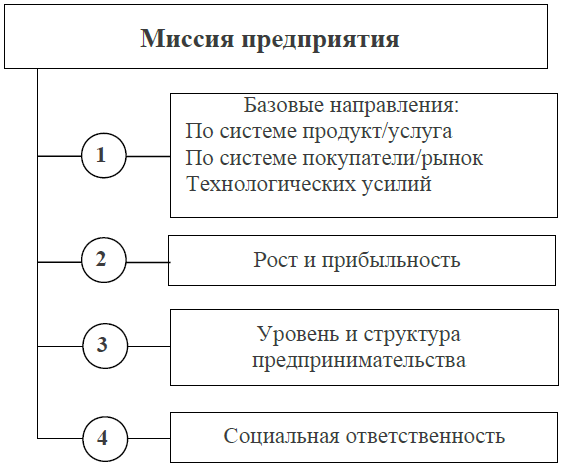 Миссия предприятия
1
Базовые направления:
По системе продукт/услуга
По системе покупатели/рынок
Технологических усилий
2
Рост и прибыльность
3
Уровень и структура
предпринимательства
4
Социальная ответственность